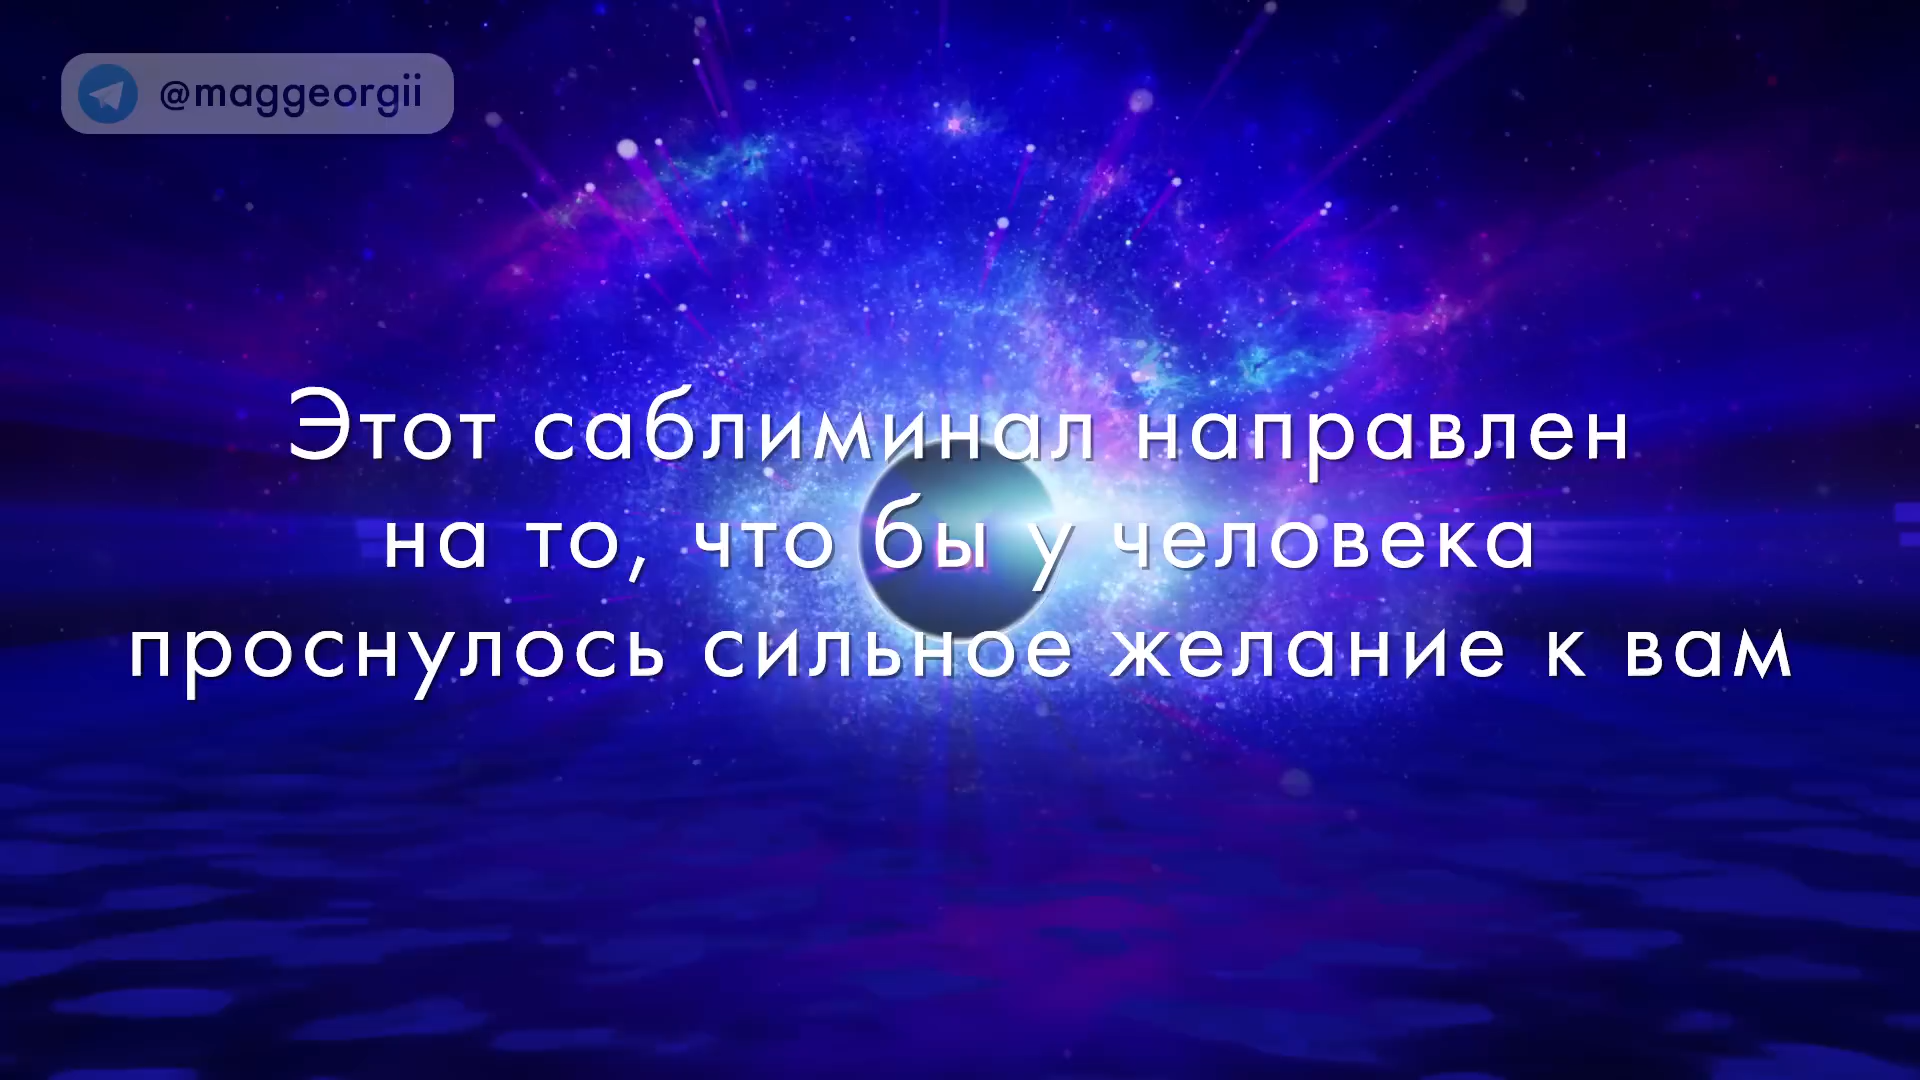 @maggeorgii
Этот саблиминал направлен
на то, что бы у человека
проснулось сильное желание к вам